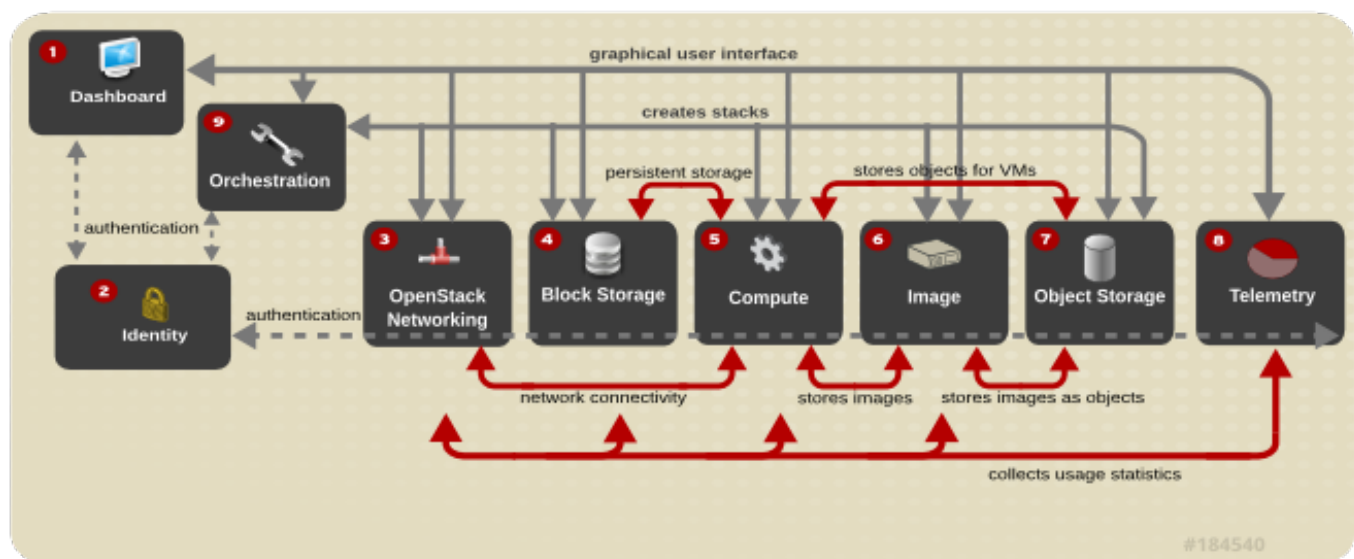 1
Dashboard
graphical user interface
9
Orchestration
creates stacks
persistent storage
stores objects for VMs
authentication
2
Identity
authentication
3
OpenStack
Networking
4
Block Storage
5
Compute
6
Image
7
Object Storage
8
Telemetry
network connectivity
stores images
stores images as objects
collects usage statistics
#184540